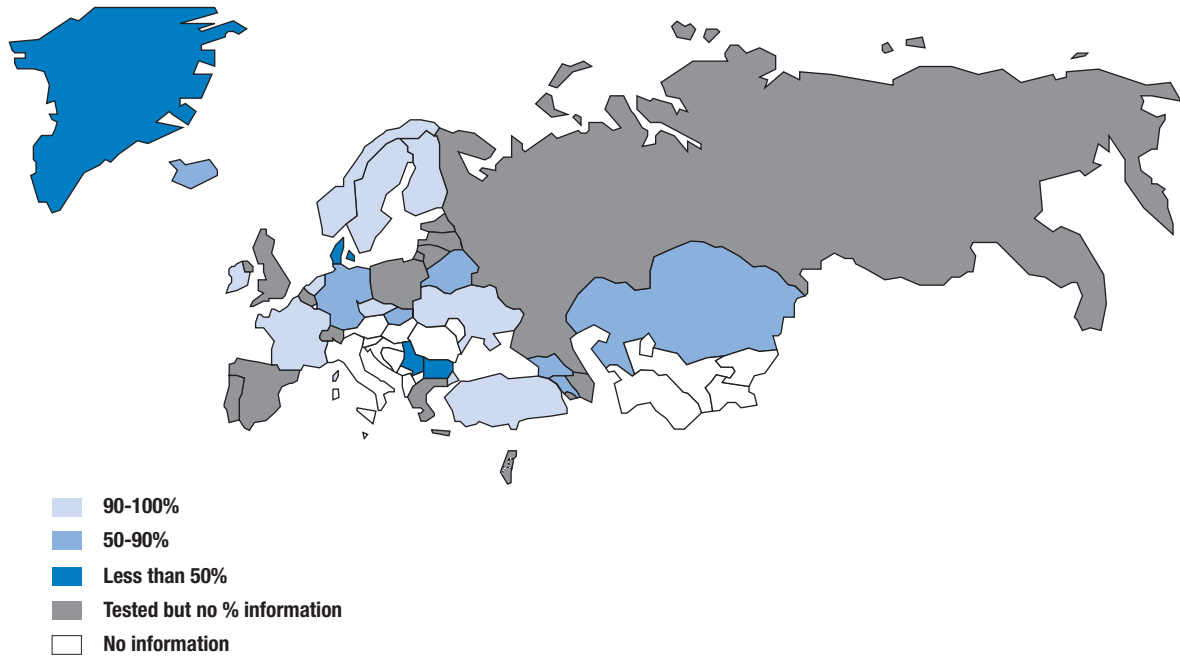 90-100%
50-90%
Less than 50%
Tested but no % information
No information